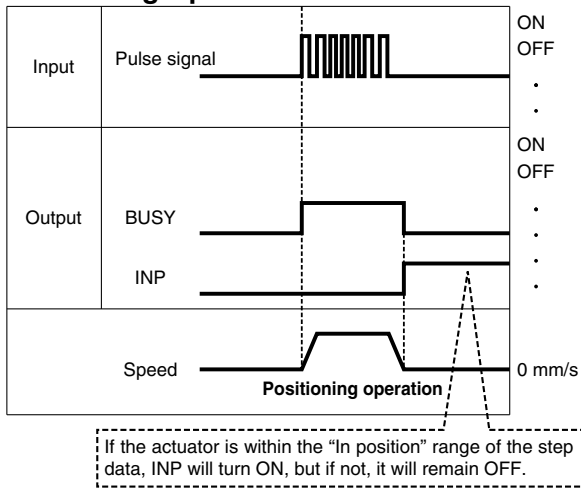 ON
Input
Pulse signal
OFF
ON
OFF
Output
BUSY
INP
Speed
0 mm/s
Positioning operation
If the actuator is within the “In position” range of the step
data, INP will turn ON, but if not, it will remain OFF.